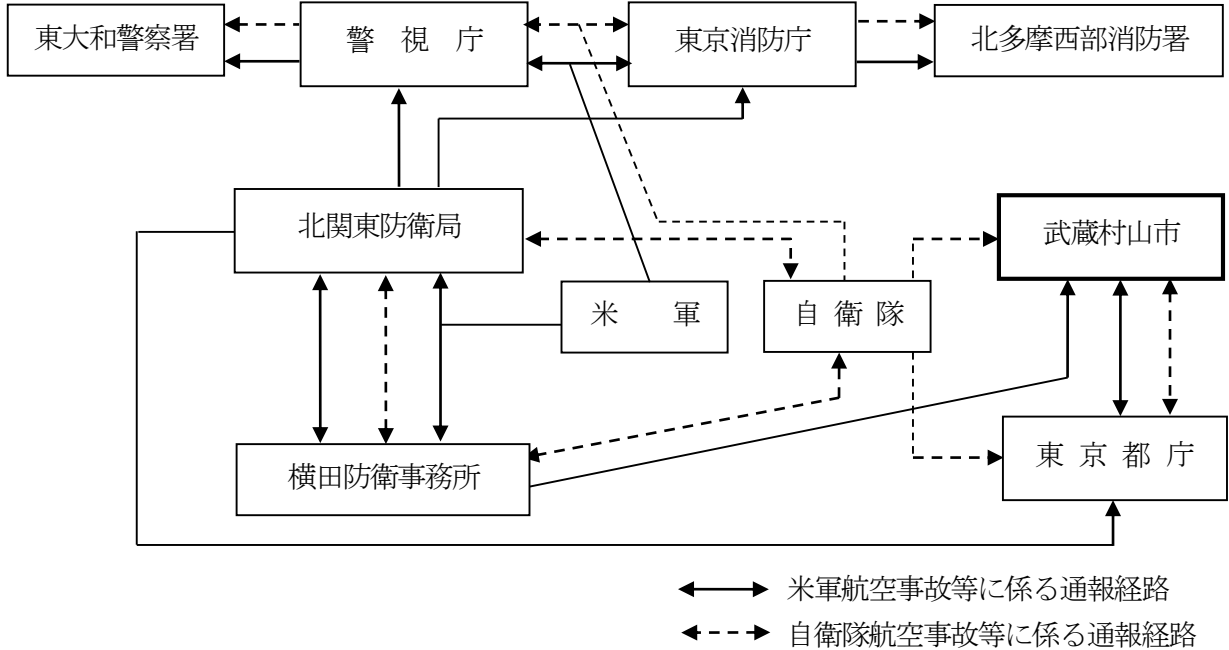 東大和警察署
警視庁
東京消防庁
北多摩西部消防署
北関東防衛局
武蔵村山市
米軍
自衛隊
東京都庁
横田防衛事務所
米軍航空事故等に係る通報経路
自衛隊航空事故等に係る通報経路